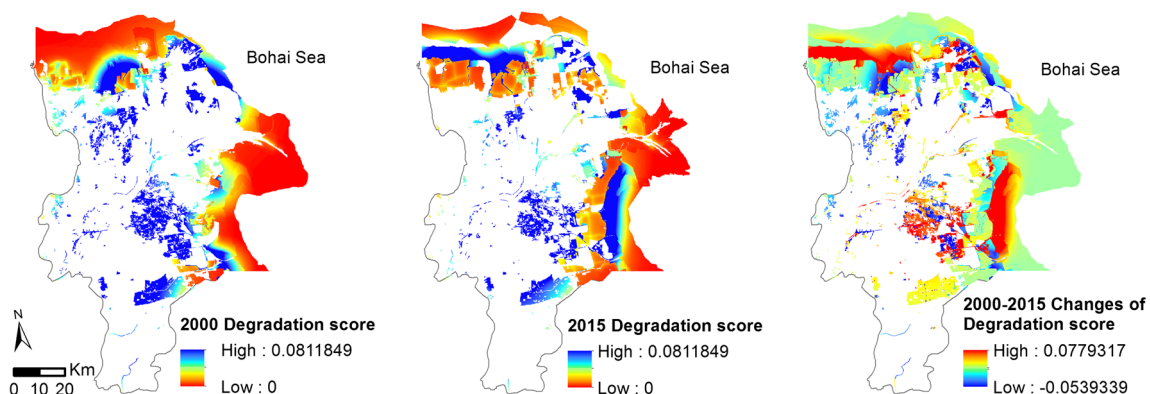 Bohai Sea
N
Km
0 10 20
2000 Degradation score
High : 0.0811849
Low : 0
Bohai Sea
2015 Degradation score
High : 0.0811849
Low : 0
Bohai Sea
2000-2015 Changes of
Degradation score
High : 0.0779317
Low : -0.0539339